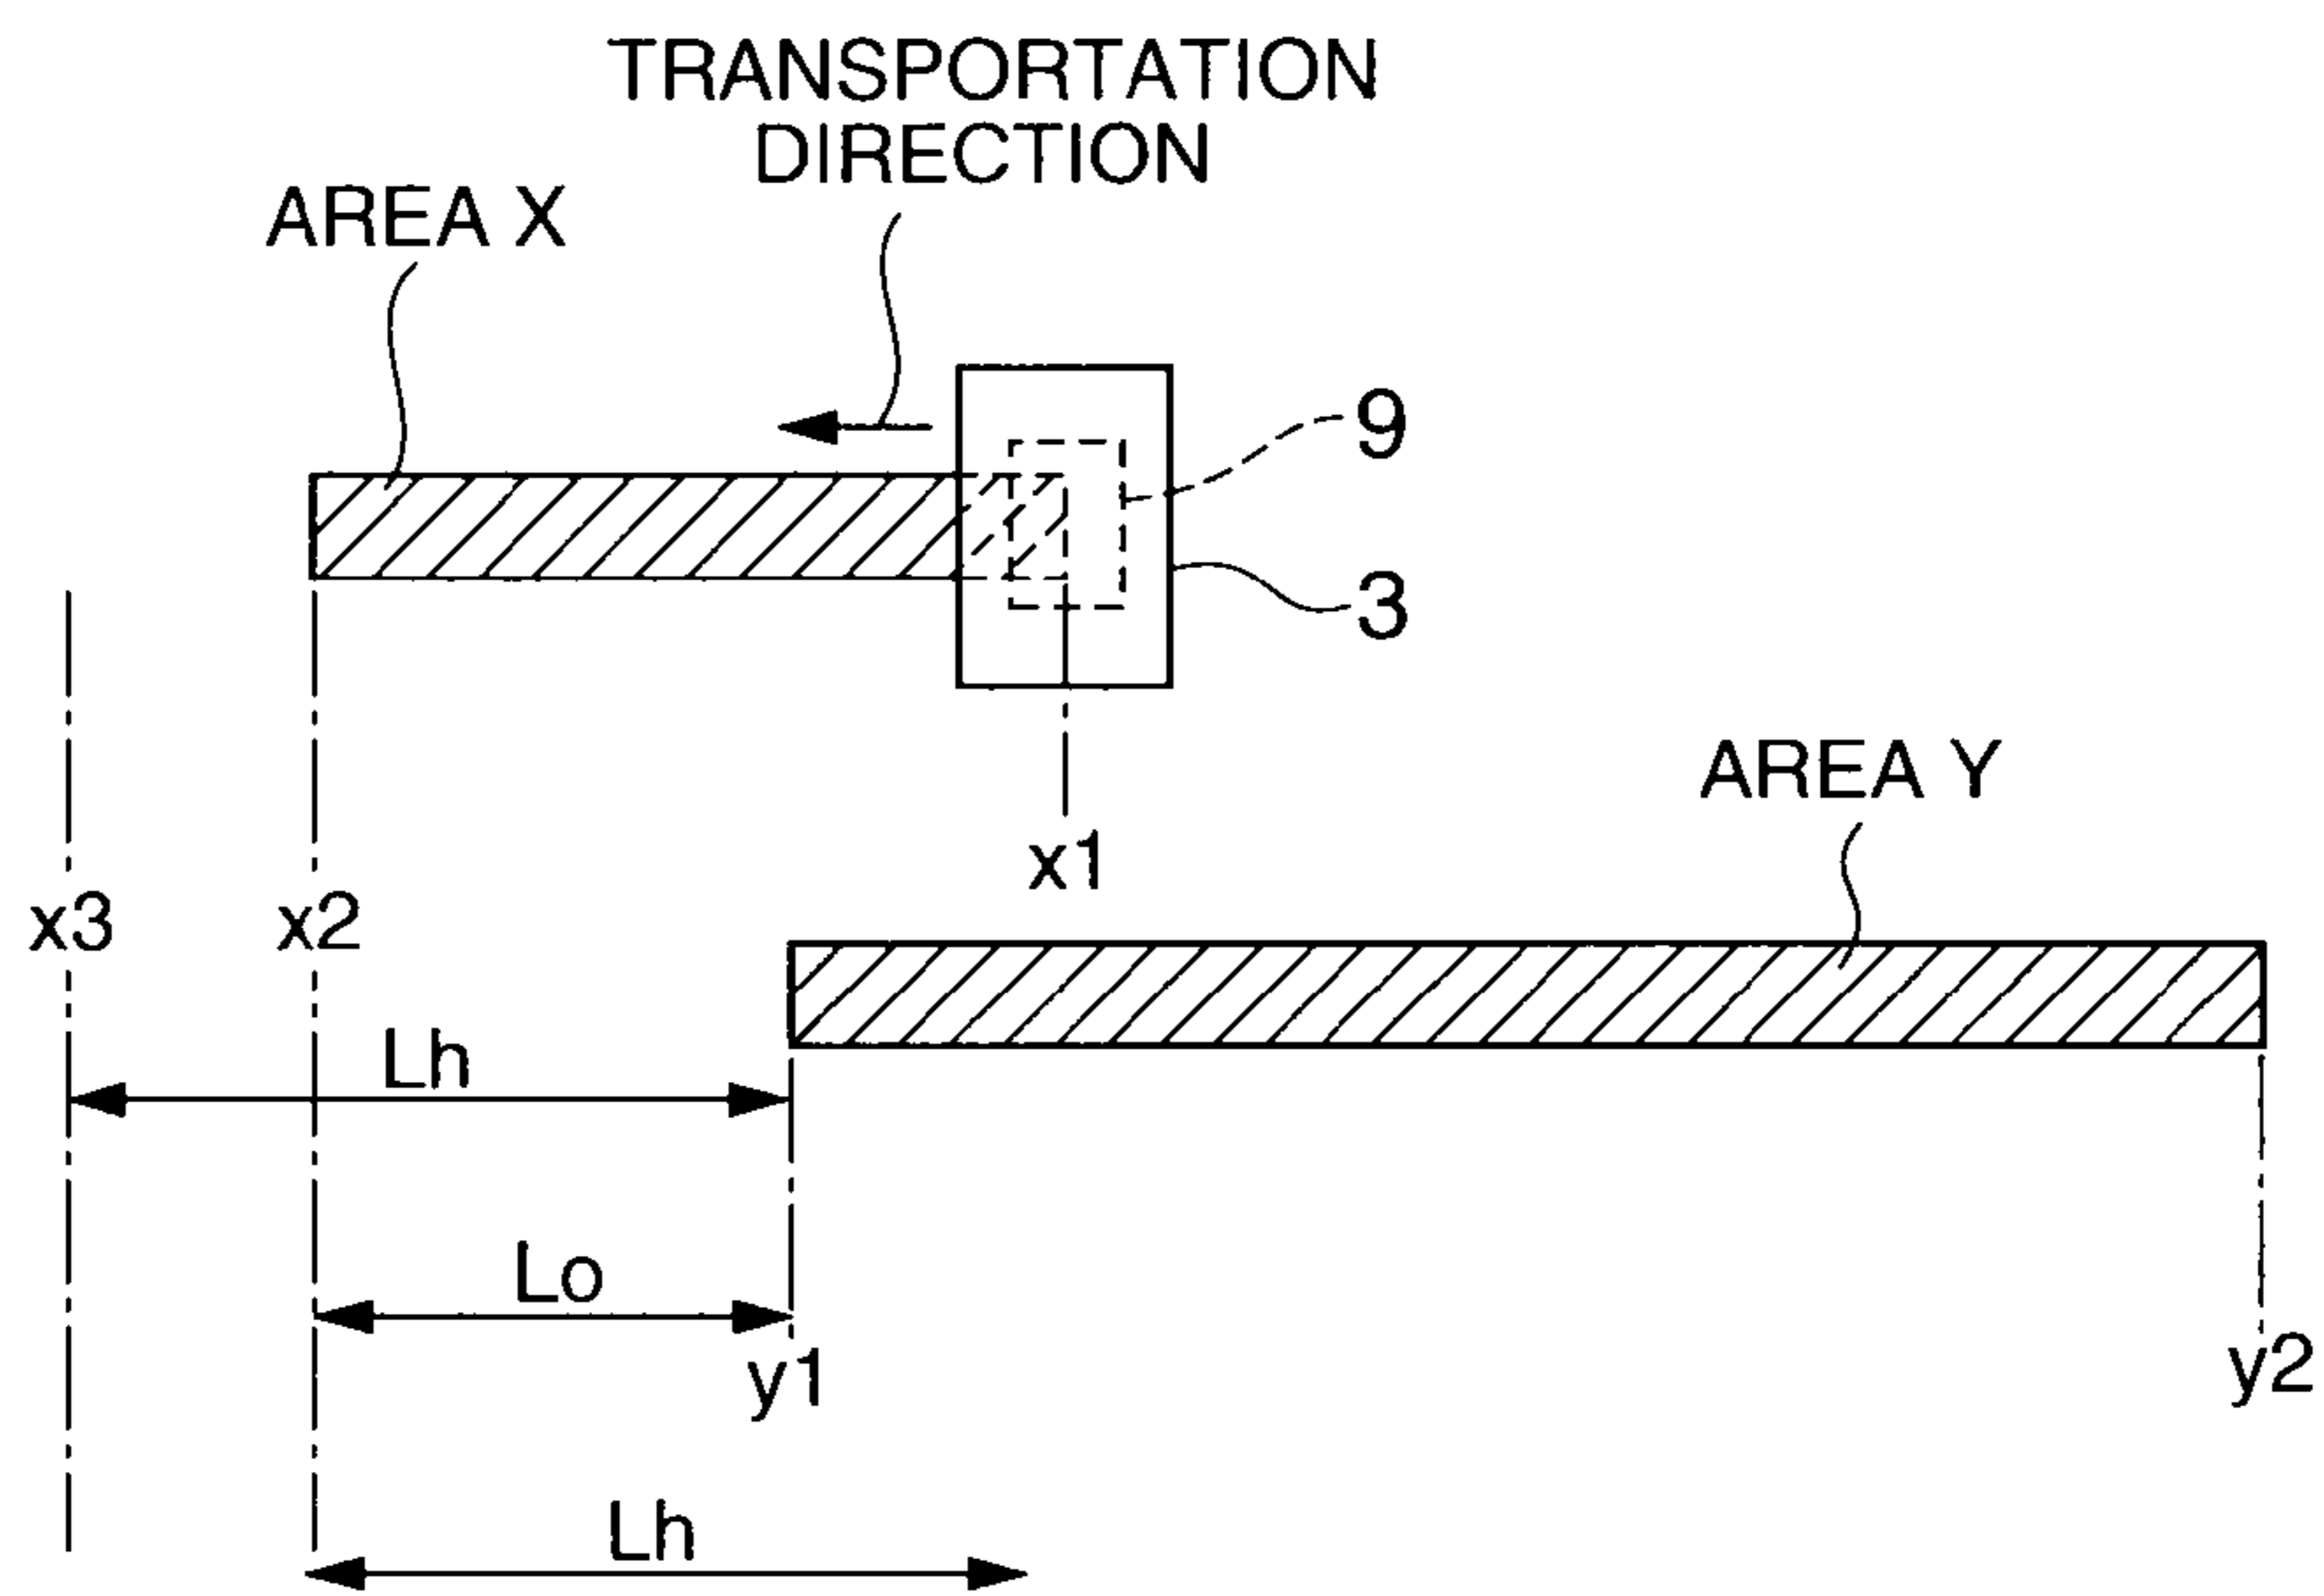 TRANSPORTATION
DIRECTION
AREA X
9
3
AREA Y
x1
x3
x2
Lh
Lo
y1
y2
Lh